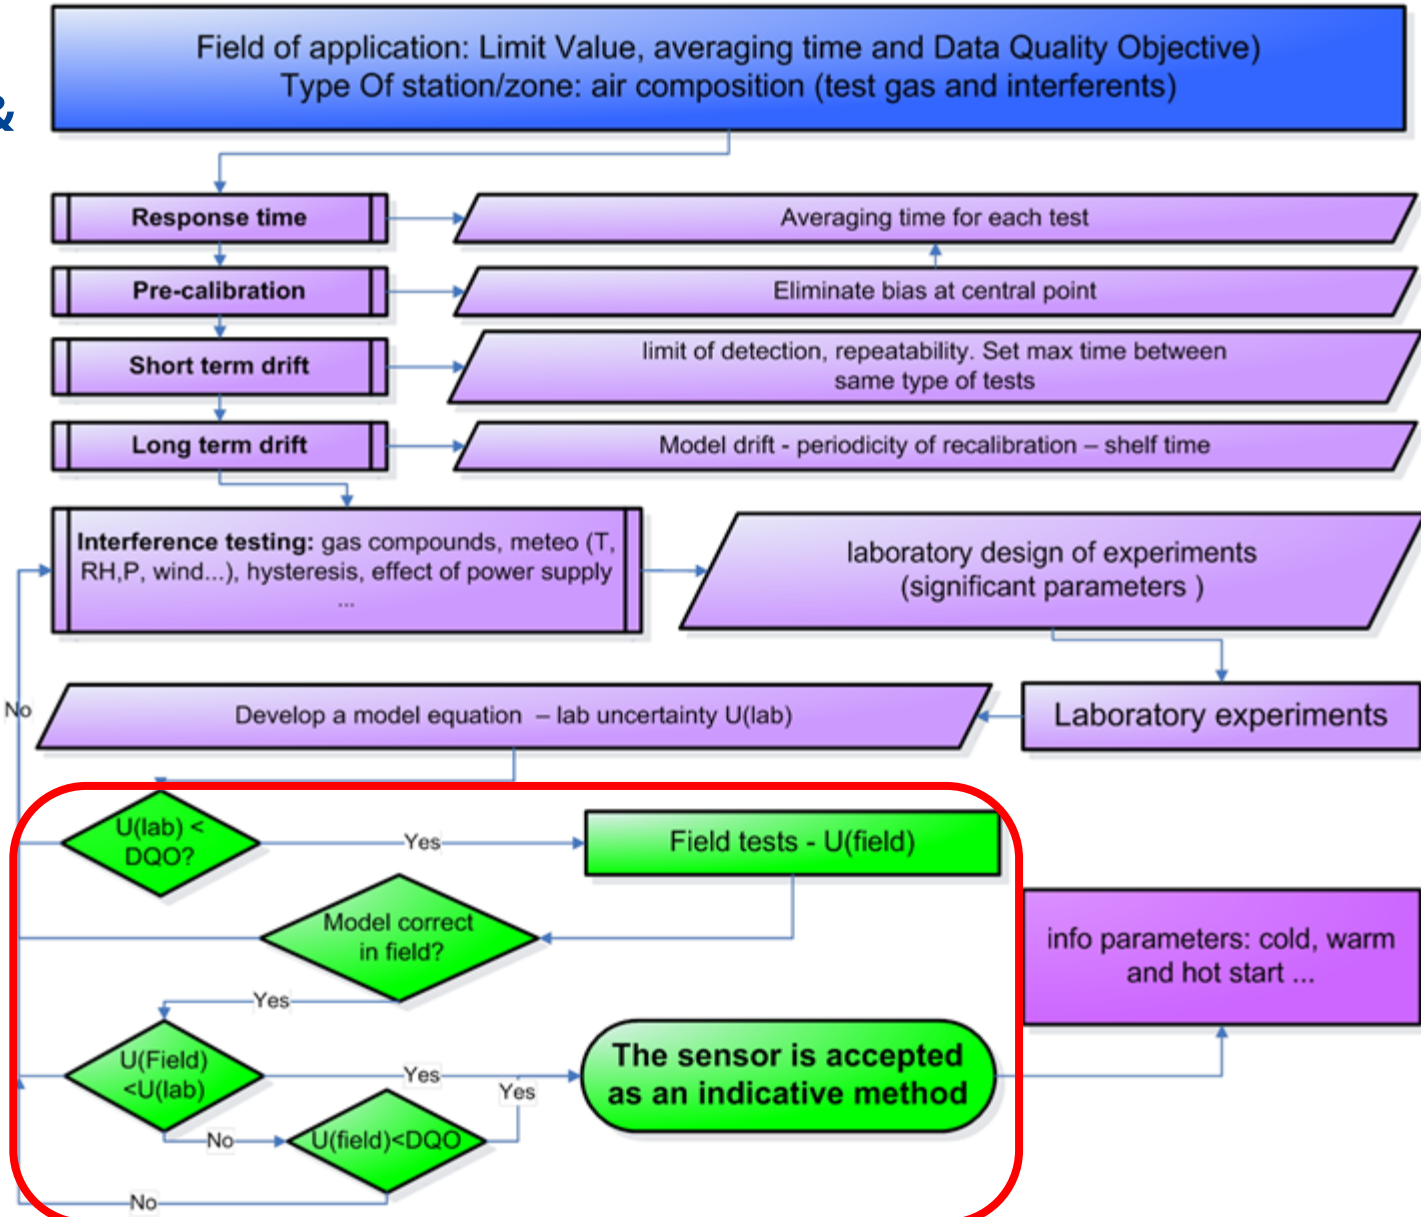 Field of application: Limit Value, averaging time and Data Quality Objective)
Type Of station/zone: air composition (test gas and interferents)
&
Response time
Averaging time for each test
Pre-calibration
Eliminate bias at central point
Short term drift
limit of detection, repeatability. Set max time between
same type of tests
Long term drift
Model drift - periodicity of recalibration – shelf time
Interference testing: gas compounds, meteo (T,
RH,P, wind...), hysteresis, effect of power supply
...
laboratory design of experiments
(significant parameters )
No
Develop a model equation – lab uncertainty U(lab)
Laboratory experiments
U(lab) <
DQO?
Yes
Field tests - U(field)
Model correct
in field?
info parameters: cold, warm
and hot start ...
Yes
U(Field)
<U(lab)
Yes
Yes
The sensor is accepted
as an indicative method
No
U(field)<DQO
No